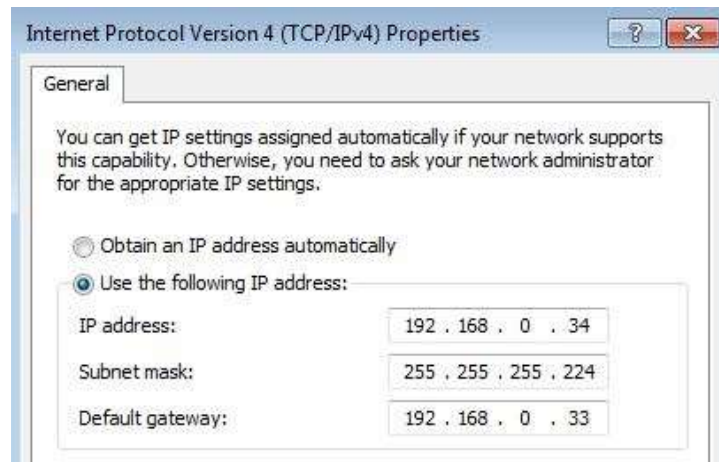 Internet Protocol Version 4 (TCP/IPv4) Properties
?
General
You can get IP settings assigned automatically if your network supports
this capability. Otherwise, you need to ask your network administrator
for the appropriate IP settings.
Obtain an IP address automatically
Use the following IP address:
IP address: 192 . 168 . 0 . 34
Subnet mask: 255 . 255 . 255 . 224
Default gateway: 192 . 168 . 0 . 33